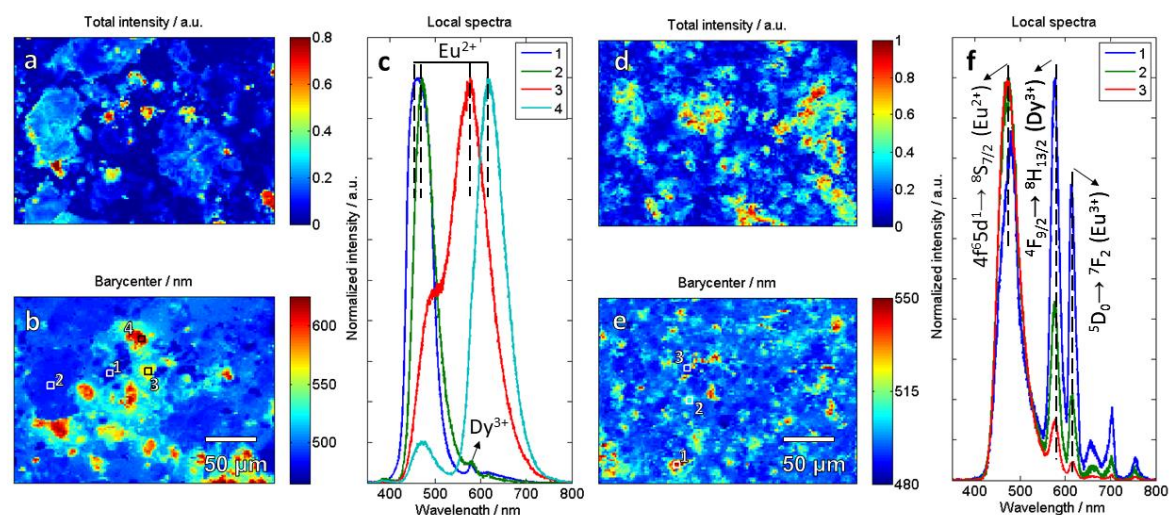 Total intensity / a.u.
a
0.8
0.6
0.4
0.2
0
Barycenter / nm
b
4
1
2
3
50 µm
600
550
500
Local spectra
c
Eu2+
1
2
3
4
Dy3+
Normalized intensity / a.u.
400 500 600 700 800
Wavelength / nm
Total intensity / a.u.
d
1
0.8
0.6
0.4
0.2
0
Barycenter / nm
e
3
2
1
50 µm
550
515
490
480
Local spectra
f
1
2
3
4f⁶5d¹ → ⁸S7/2 (Eu²⁺)
⁴F9/2 → ⁸H13/2 (Dy³⁺)
⁵D0 → ⁷F2 (Eu³⁺)
Normalized intensity / a.u.
400 500 600 700 800
Wavelength / nm